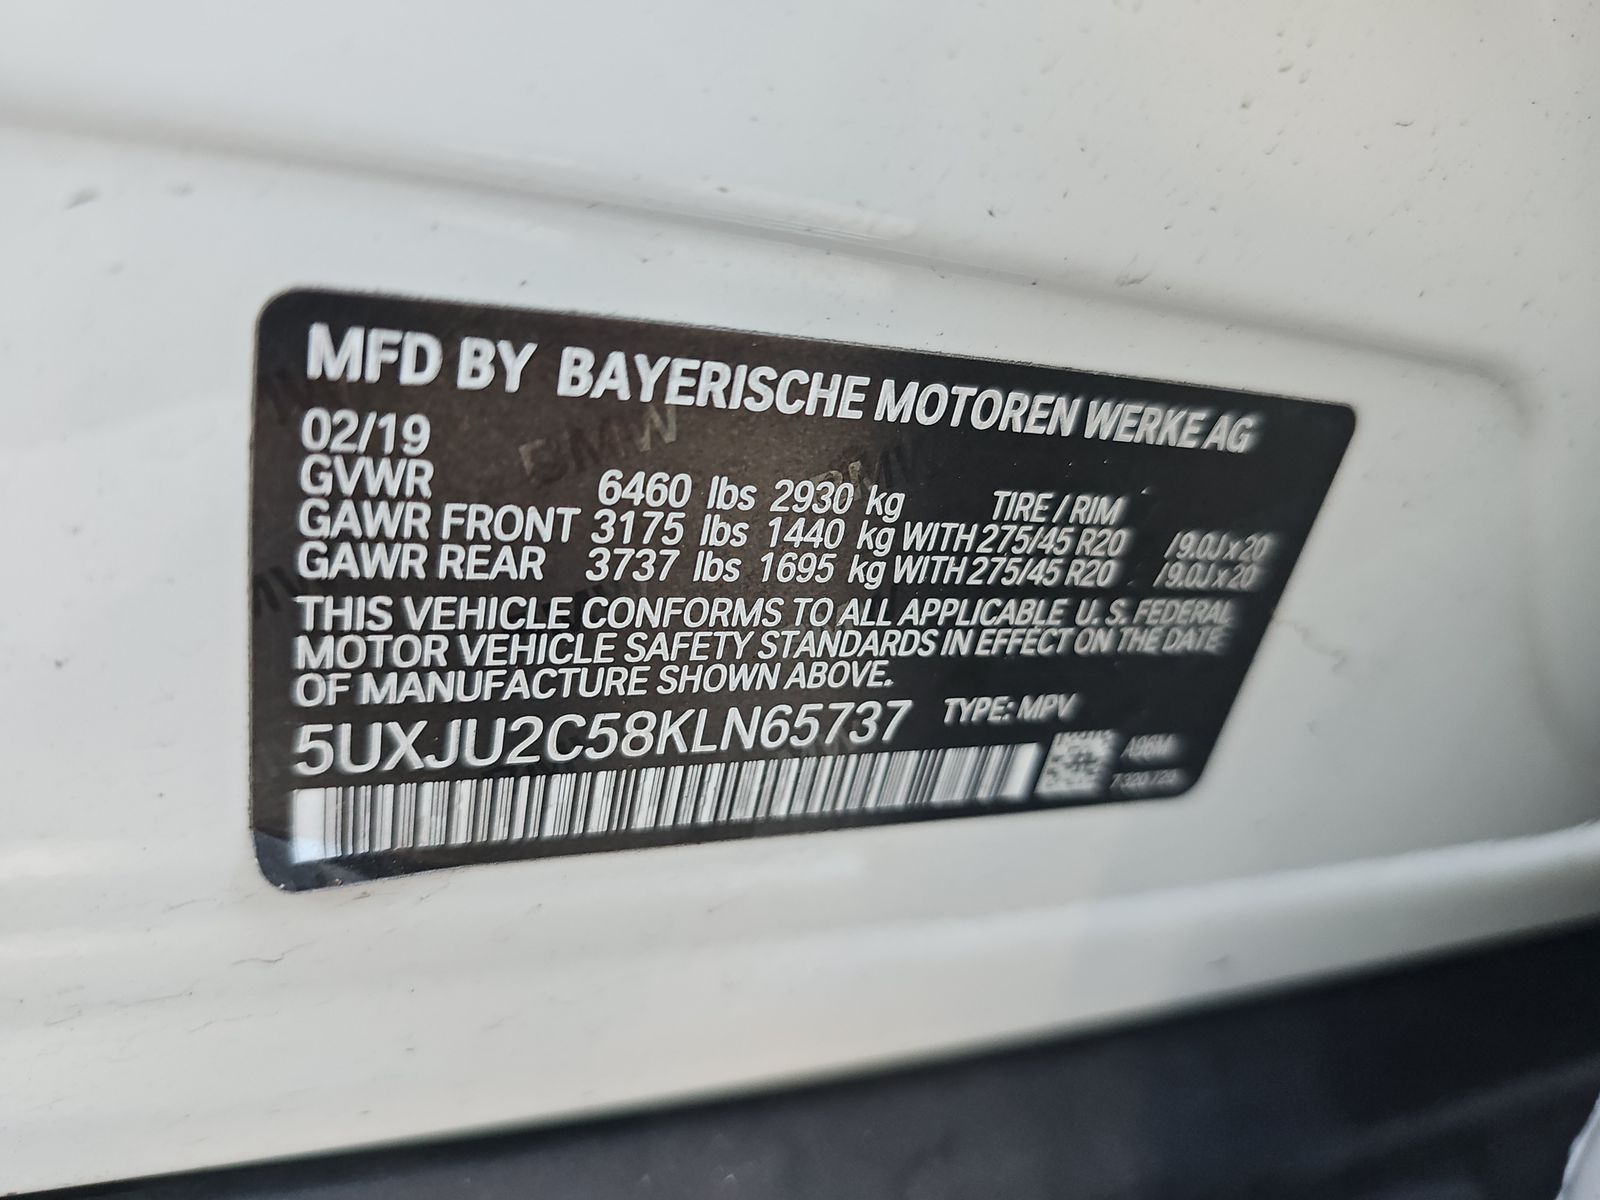 MFD BY BAYERISCHE MOTOREN WERKE AG
02/19
GVWR 6460 lbs 2930 kg TIRE / RIM
GAWR FRONT 3175 lbs 1440 kg WITH 275/45 R20 / 9.0J x 20
GAWR REAR 3737 lbs 1695 kg WITH 275/45 R20 / 9.0J x 20
THIS VEHICLE CONFORMS TO ALL APPLICABLE U. S. FEDERAL
MOTOR VEHICLE SAFETY STANDARDS IN EFFECT ON THE DATE
OF MANUFACTURE SHOWN ABOVE.
5UXJU2C58KLN65737 TYPE: MPV
A96M